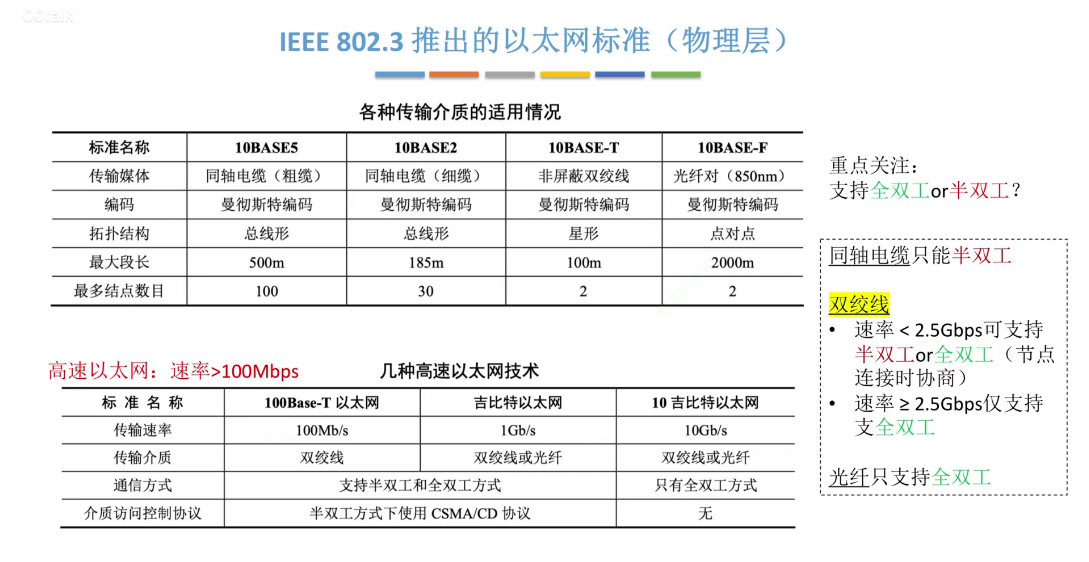 CCtalk
IEEE 802.3 推出的以太网标准（物理层）
各种传输介质的适用情况
标准名称 10BASE5 10BASE2 10BASE-T 10BASE-F
传输媒体 同轴电缆（粗缆） 同轴电缆（细缆） 非屏蔽双绞线 光纤对（850nm）
编码 曼彻斯特编码 曼彻斯特编码 曼彻斯特编码 曼彻斯特编码
拓扑结构 总线形 总线形 星形 点对点
最大段长 500m 185m 100m 2000m
最多结点数目 100 30 2 2
高速以太网：速率>100Mbps
几种高速以太网技术
标准名称 100Base-T 以太网 吉比特以太网 10 吉比特以太网
传输速率 100Mb/s 1Gb/s 10Gb/s
传输介质 双绞线 双绞线或光纤 双绞线或光纤
通信方式 支持半双工和全双工方式 只有全双工方式
介质访问控制协议 半双工方式下使用 CSMA/CD 协议 无
重点关注：
支持全双工or半双工？
同轴电缆只能半双工
双绞线
• 速率 < 2.5Gbps可支持
半双工or全双工（节点
连接时协商）
• 速率 ≥ 2.5Gbps仅支持
支全双工
光纤只支持全双工